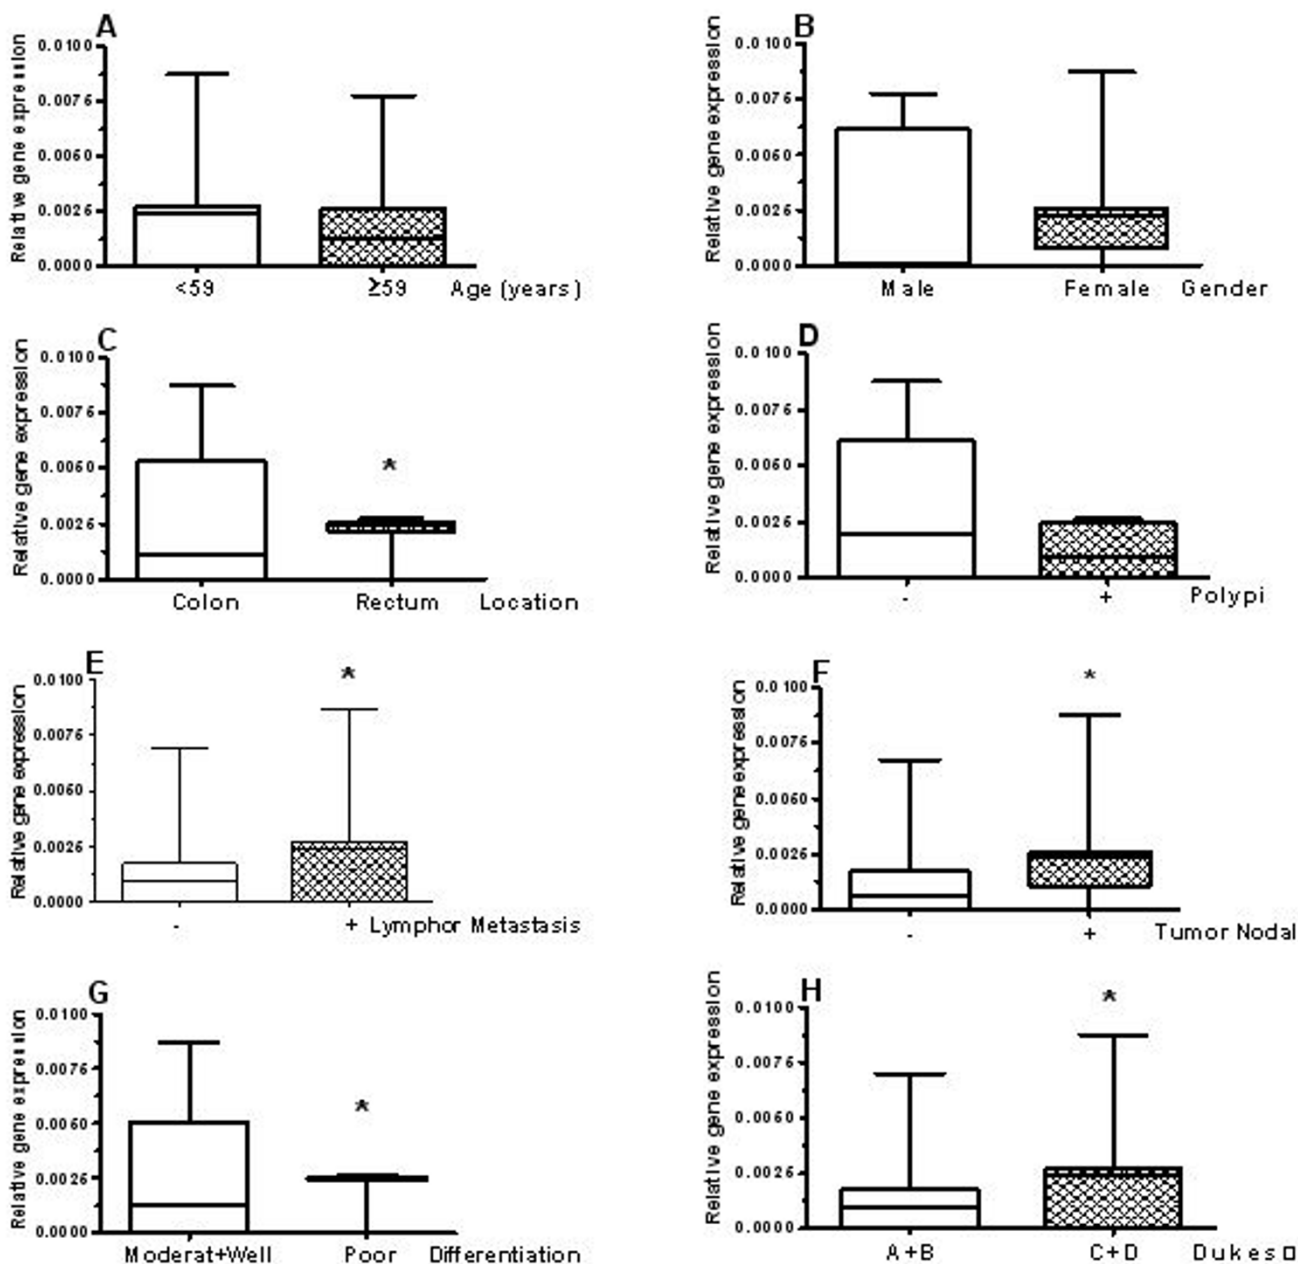 A
Relative gene expression
0.0100
0.0075
0.0050
0.0025
0.0000
<59
≥59
Age (years)
B
Relative gene expression
0.0100
0.0075
0.0050
0.0025
0.0000
Male
Female
Gender
C
Relative gene expression
0.0100
0.0075
0.0050
0.0025
0.0000
*
Colon
Rectum
Location
D
Relative gene expression
0.0100
0.0075
0.0050
0.0025
0.0000
-
+
Polypi
E
Relative gene expression
0.0100
0.0075
0.0050
0.0025
0.0000
*
-
+
Lymphor Metastasis
F
Relative gene expression
0.0100
0.0075
0.0050
0.0025
0.0000
*
-
+
Tumor Nodal
G
Relative gene expression
0.0100
0.0075
0.0050
0.0025
0.0000
*
Moderat+Well
Poor
Differentiation
H
Relative gene expression
0.0100
0.0075
0.0050
0.0025
0.0000
*
A+B
C+D
Dukes□